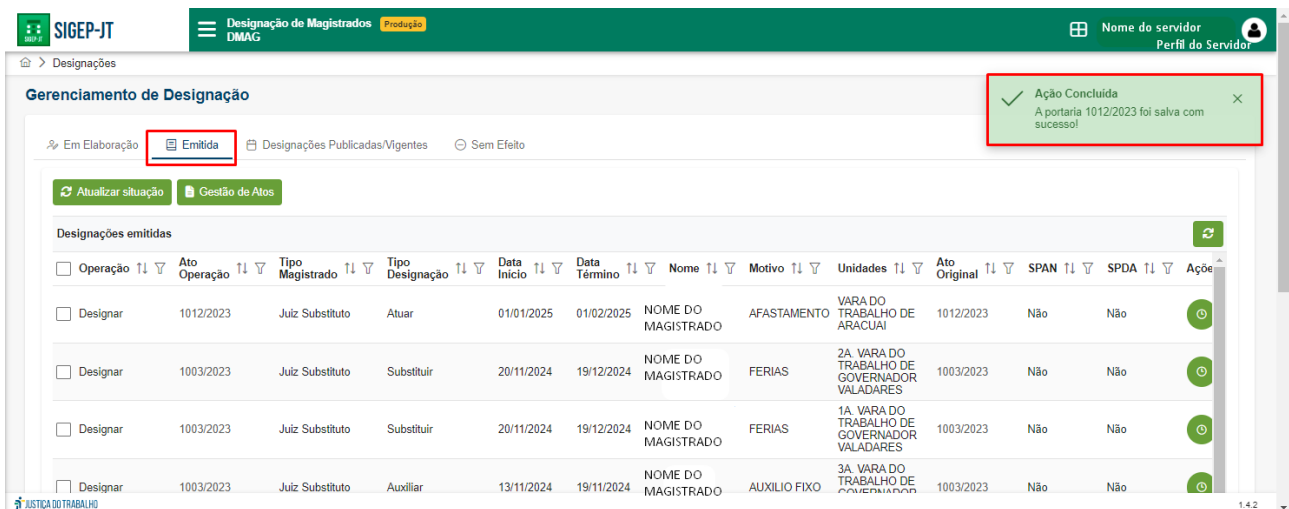 SIGEP-JT
Designação de Magistrados Produção
DMAG
Nome do servidor
Perfil do Servidor
Designações
Gerenciamento de Designação
Ação Concluída
A portaria 1012/2023 foi salva com
sucesso!
Em Elaboração Emitida Designações Publicadas/Vigentes Sem Efeito
Atualizar situação Gestão de Atos
Designações emitidas
Operação Ato Operação Tipo Magistrado Tipo Designação Data Início Data Término Nome Motivo Unidades Ato Original SPAN SPDA Açõe
Designar 1012/2023 Juiz Substituto Atuar 01/01/2025 01/02/2025 NOME DO MAGISTRADO AFASTAMENTO VARA DO TRABALHO DE ARACUAI 1012/2023 Não Não
Designar 1003/2023 Juiz Substituto Substituir 20/11/2024 19/12/2024 NOME DO MAGISTRADO FERIAS 2A. VARA DO TRABALHO DE GOVERNADOR VALADARES 1003/2023 Não Não
Designar 1003/2023 Juiz Substituto Substituir 20/11/2024 19/12/2024 NOME DO MAGISTRADO FERIAS 1A. VARA DO TRABALHO DE GOVERNADOR VALADARES 1003/2023 Não Não
Designar 1003/2023 Juiz Substituto Auxiliar 13/11/2024 19/11/2024 NOME DO MAGISTRADO AUXILIO FIXO 3A. VARA DO TRABALHO DE GOVERNADOR 1003/2023 Não Não
JUSTIÇA DO TRABALHO
1.4.2